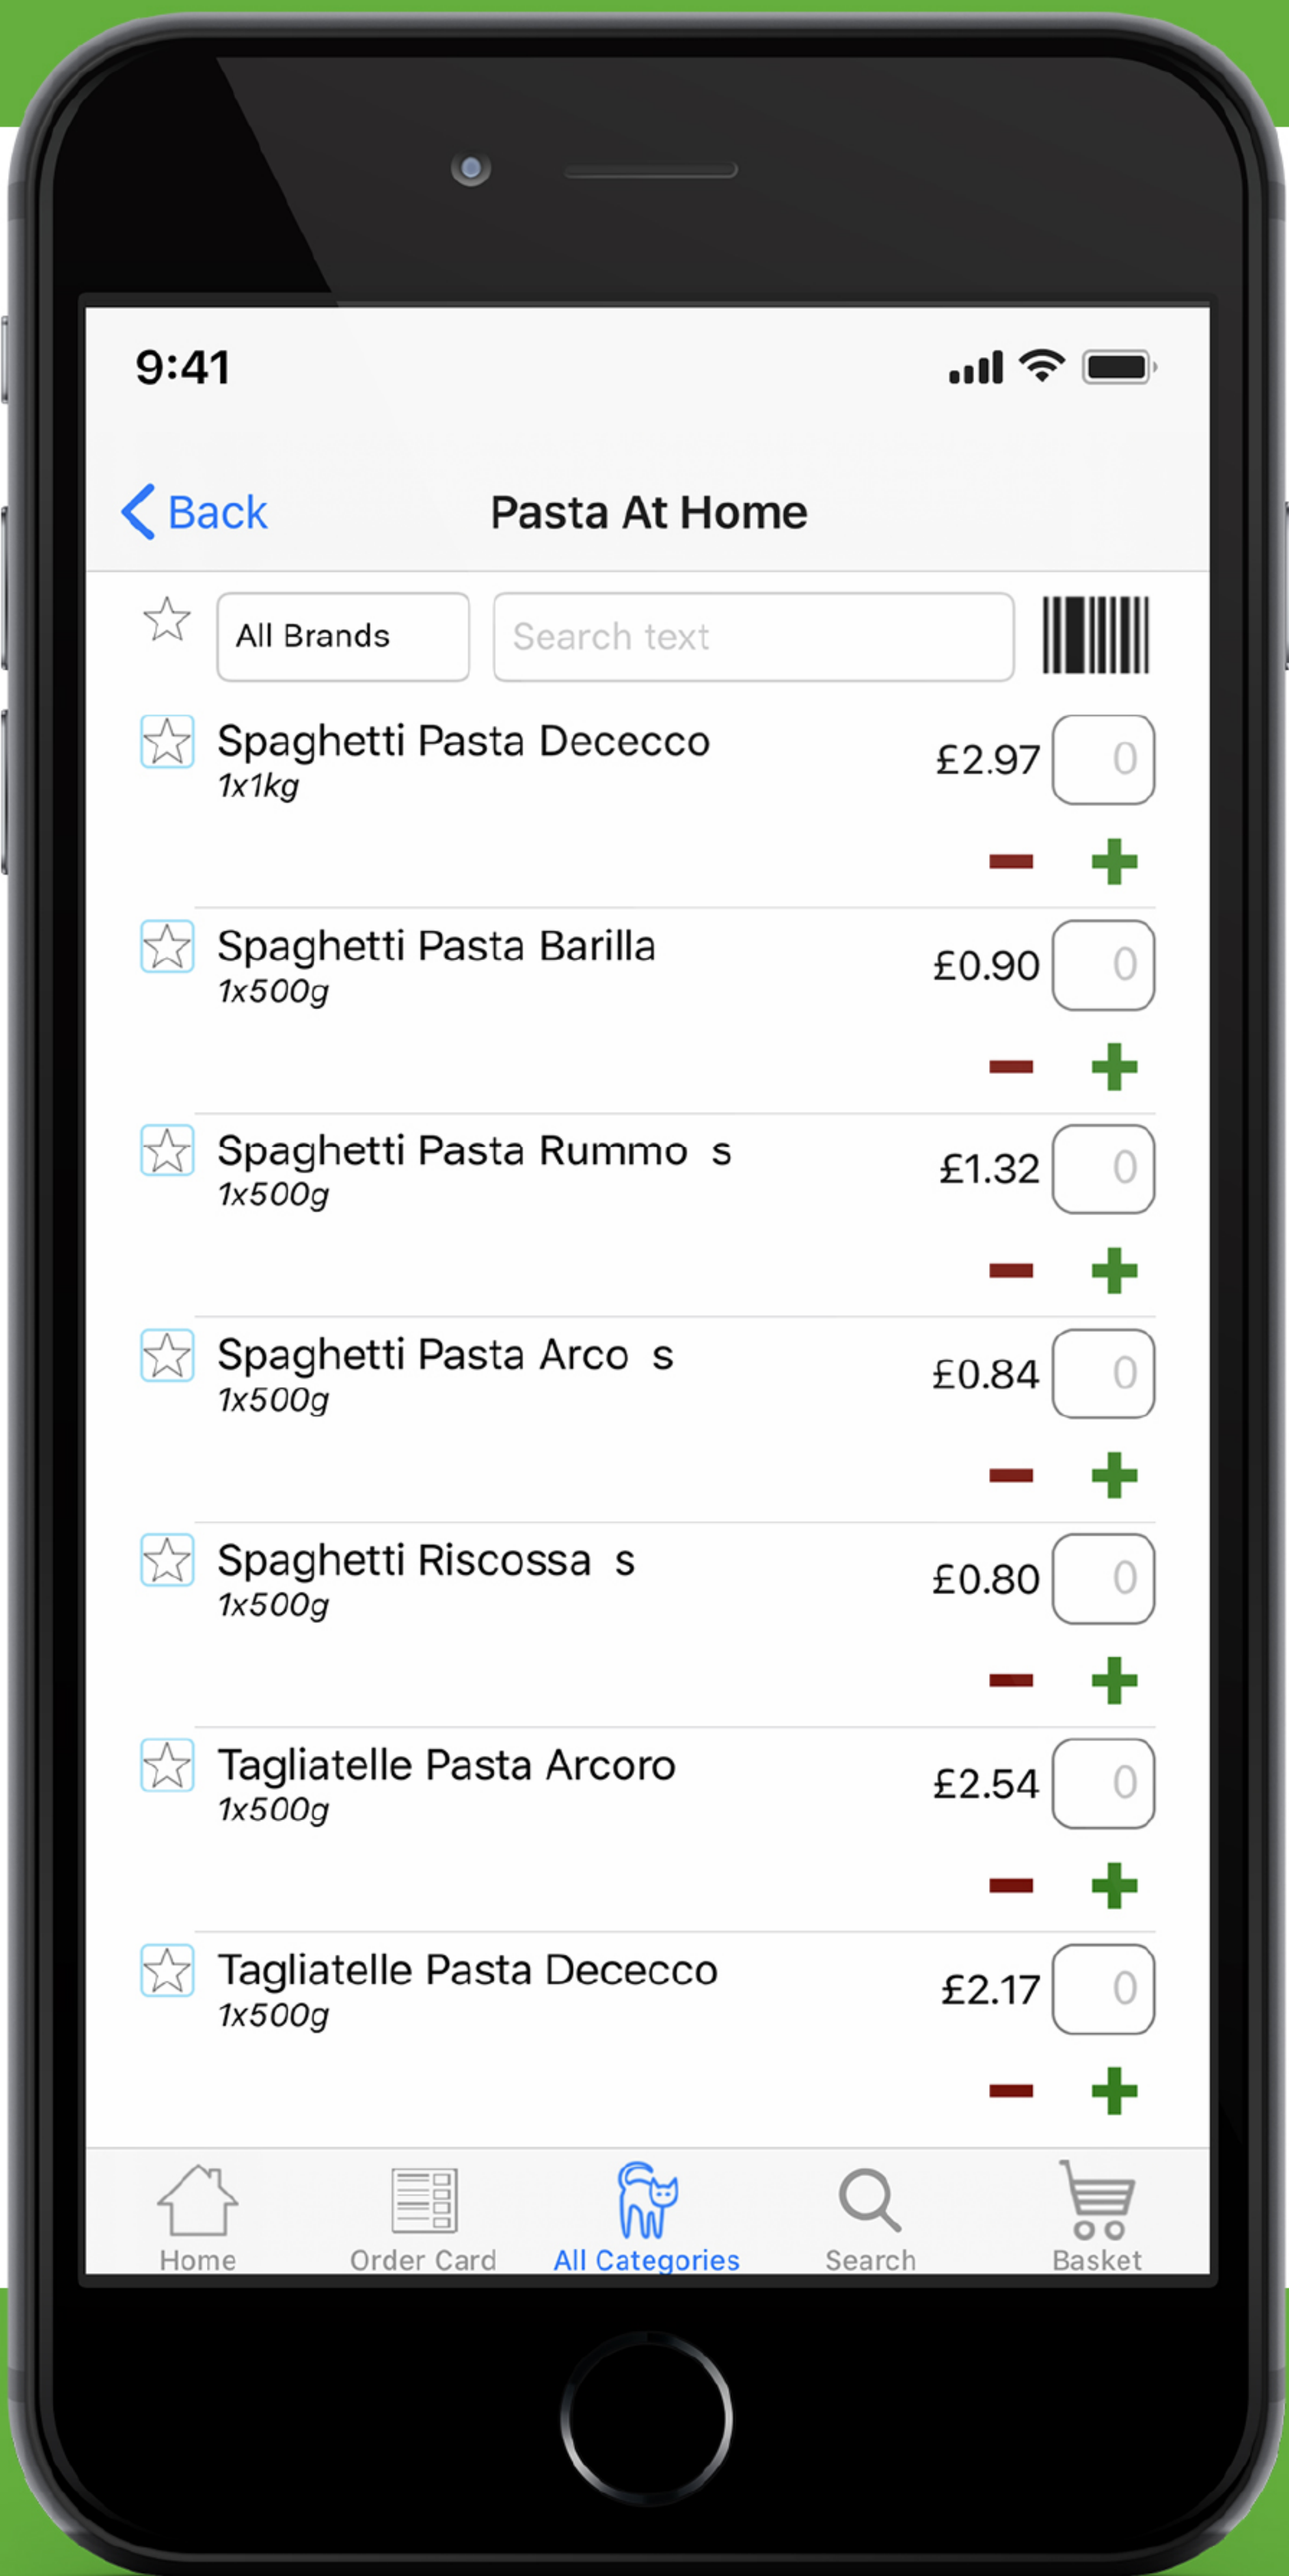 9:41
Back Pasta At Home
All Brands Search text
Spaghetti Pasta Dececco £2.97 0
1x1kg
Spaghetti Pasta Barilla £0.90 0
1x500g
Spaghetti Pasta Rummo s £1.32 0
1x500g
Spaghetti Pasta Arco s £0.84 0
1x500g
Spaghetti Riscossa s £0.80 0
1x500g
Tagliatelle Pasta Arcoro £2.54 0
1x500g
Tagliatelle Pasta Dececco £2.17 0
1x500g
Home Order Card All Categories Search Basket